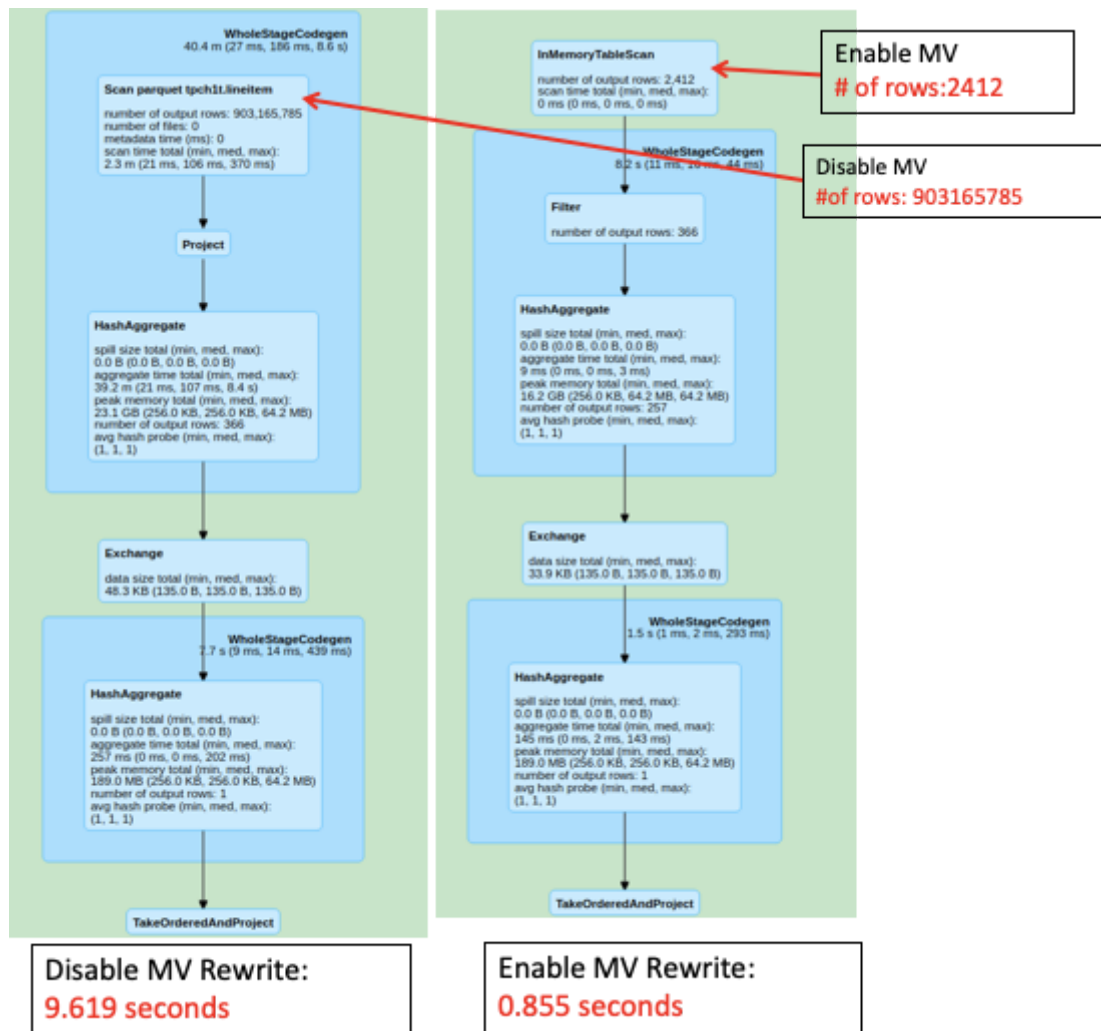 WholeStageCodegen
40.4 m (27 ms, 186 ms, 8.6 s)
Scan parquet tpch1t.lineitem
number of output rows: 903,165,785
number of files: 0
metadata time (ms): 0
scan time total (min, med, max):
2.3 m (21 ms, 106 ms, 370 ms)
Project
HashAggregate
spill size total (min, med, max):
0.0 B (0.0 B, 0.0 B, 0.0 B)
aggregate time total (min, med, max):
39.2 m (21 ms, 107 ms, 8.4 s)
peak memory total (min, med, max):
23.1 GB (256.0 KB, 256.0 KB, 64.2 MB)
number of output rows: 366
avg hash probe (min, med, max):
(1, 1, 1)
Exchange
data size total (min, med, max):
48.3 KB (135.0 B, 135.0 B, 135.0 B)
WholeStageCodegen
7.7 s (9 ms, 14 ms, 439 ms)
HashAggregate
spill size total (min, med, max):
0.0 B (0.0 B, 0.0 B, 0.0 B)
aggregate time total (min, med, max):
257 ms (0 ms, 0 ms, 202 ms)
peak memory total (min, med, max):
189.0 MB (256.0 KB, 256.0 KB, 64.2 MB)
number of output rows: 1
avg hash probe (min, med, max):
(1, 1, 1)
TakeOrderedAndProject
Disable MV Rewrite:
9.619 seconds
InMemoryTableScan
number of output rows: 2,412
scan time total (min, med, max):
0 ms (0 ms, 0 ms, 0 ms)
WholeStageCodegen
8.2 s (11 ms, 16 ms, 44 ms)
Filter
number of output rows: 366
HashAggregate
spill size total (min, med, max):
0.0 B (0.0 B, 0.0 B, 0.0 B)
aggregate time total (min, med, max):
9 ms (0 ms, 0 ms, 3 ms)
peak memory total (min, med, max):
16.2 GB (256.0 KB, 64.2 MB, 64.2 MB)
number of output rows: 257
avg hash probe (min, med, max):
(1, 1, 1)
Exchange
data size total (min, med, max):
33.9 KB (135.0 B, 135.0 B, 135.0 B)
WholeStageCodegen
1.5 s (1 ms, 2 ms, 293 ms)
HashAggregate
spill size total (min, med, max):
0.0 B (0.0 B, 0.0 B, 0.0 B)
aggregate time total (min, med, max):
145 ms (0 ms, 2 ms, 143 ms)
peak memory total (min, med, max):
189.0 MB (256.0 KB, 256.0 KB, 64.2 MB)
number of output rows: 1
avg hash probe (min, med, max):
(1, 1, 1)
TakeOrderedAndProject
Enable MV Rewrite:
0.855 seconds
Enable MV
# of rows:2412
Disable MV
#of rows: 903165785